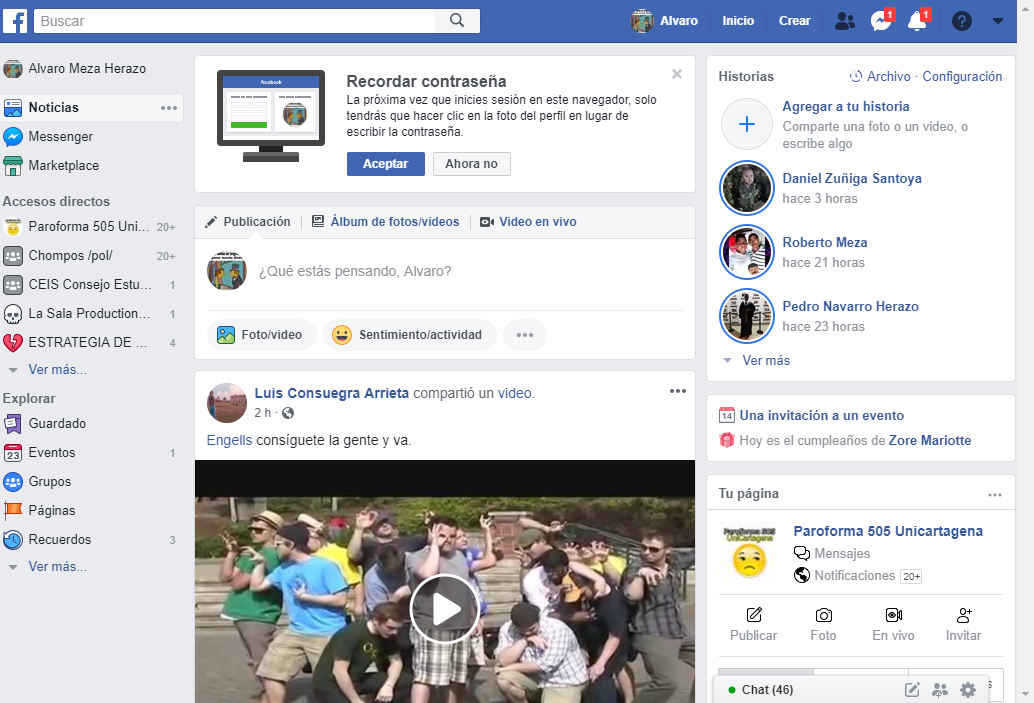 Buscar
Alvaro
Inicio
Crear
1
1
Alvaro Meza Herazo
Noticias
Messenger
Marketplace
Accesos directos
Paroforma 505 Uni... 20+
Chompos /pol/ 20+
CEIS Consejo Estu... 1
La Sala Production... 1
ESTRATEGIA DE ... 4
Ver más...
Explorar
Guardado
23 Eventos 1
Grupos
Páginas
Recuerdos 3
Ver más...
facebook
Recordar contraseña
La próxima vez que inicies sesión en este navegador, solo
tendrás que hacer clic en la foto del perfil en lugar de
escribir la contraseña.
Aceptar
Ahora no
Publicación
Álbum de fotos/videos
Video en vivo
¿Qué estás pensando, Alvaro?
Foto/video
Sentimiento/actividad
Luis Consuegra Arrieta compartió un video.
2 h ·
Engells consíguete la gente y va.
Historias
Archivo · Configuración
Agregar a tu historia
Comparte una foto o un video, o
escribe algo
Daniel Zuñiga Santoya
hace 3 horas
Roberto Meza
hace 21 horas
Pedro Navarro Herazo
hace 23 horas
Ver más
14 Una invitación a un evento
Hoy es el cumpleaños de Zore Mariotte
Tu página
Paroforma 505
UniCartagena
Paroforma 505 Unicartagena
Mensajes
Notificaciones 20+
Publicar
Foto
En vivo
Invitar
Chat (46)